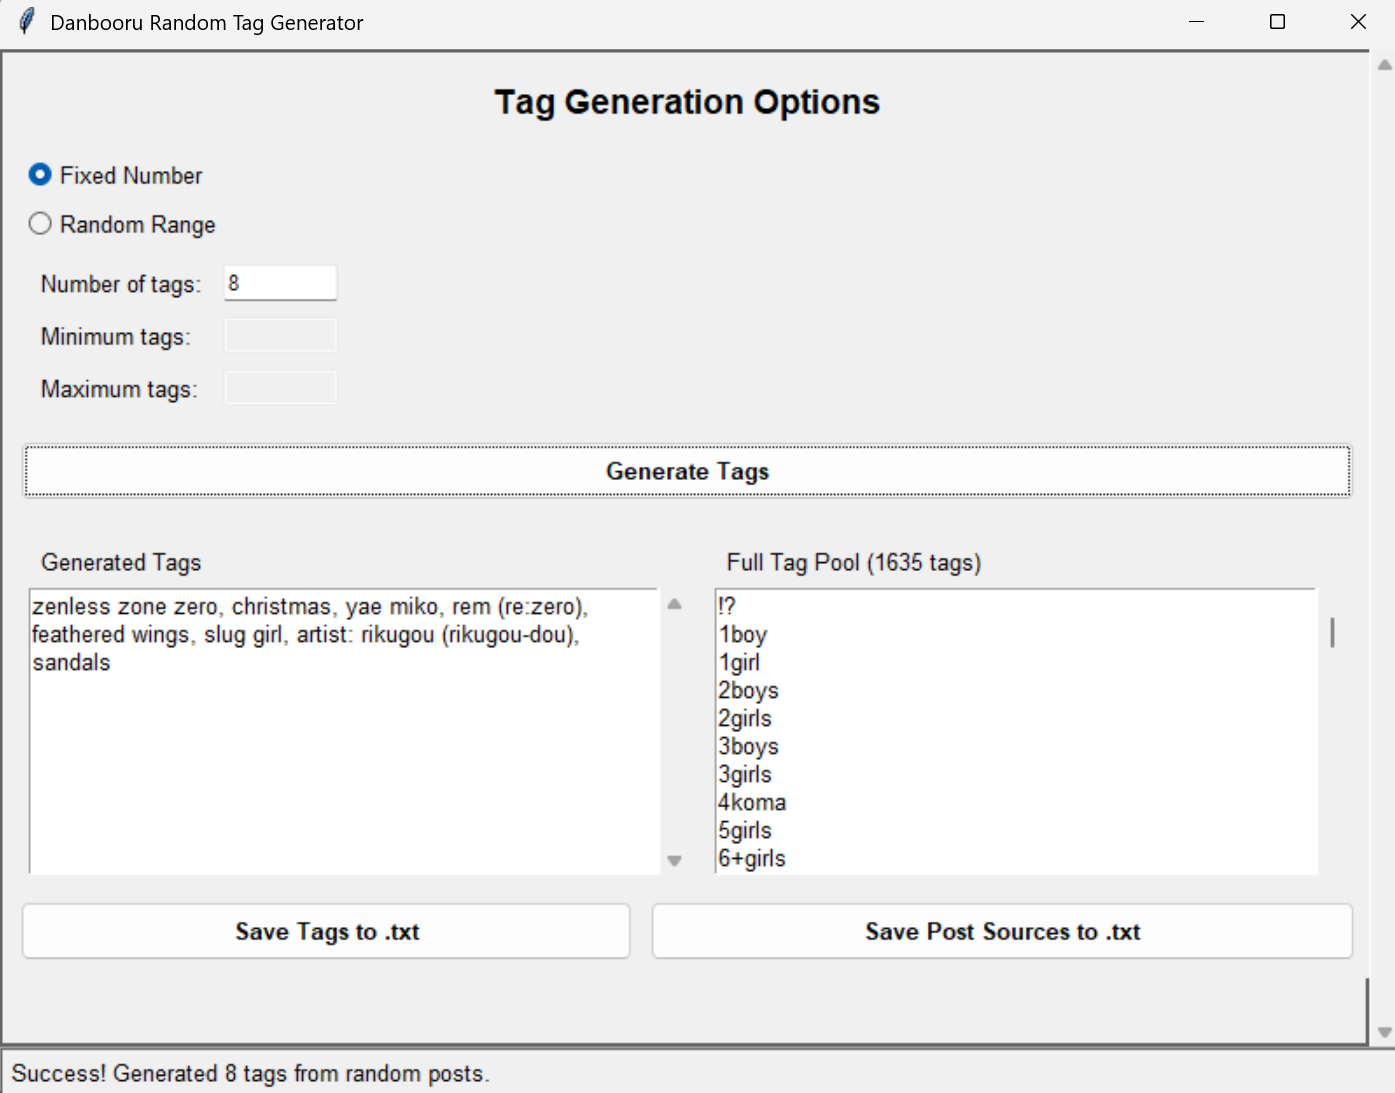 Danbooru Random Tag Generator
Tag Generation Options
Fixed Number
Random Range
Number of tags: 8
Minimum tags:
Maximum tags:
Generate Tags
Generated Tags
zenless zone zero, christmas, yae miko, rem (re:zero),
feathered wings, slug girl, artist: rikugou (rikugou-dou),
sandals
Full Tag Pool (1635 tags)
!?
1boy
1girl
2boys
2girls
3boys
3girls
4koma
5girls
6+girls
Save Tags to .txt
Save Post Sources to .txt
Success! Generated 8 tags from random posts.